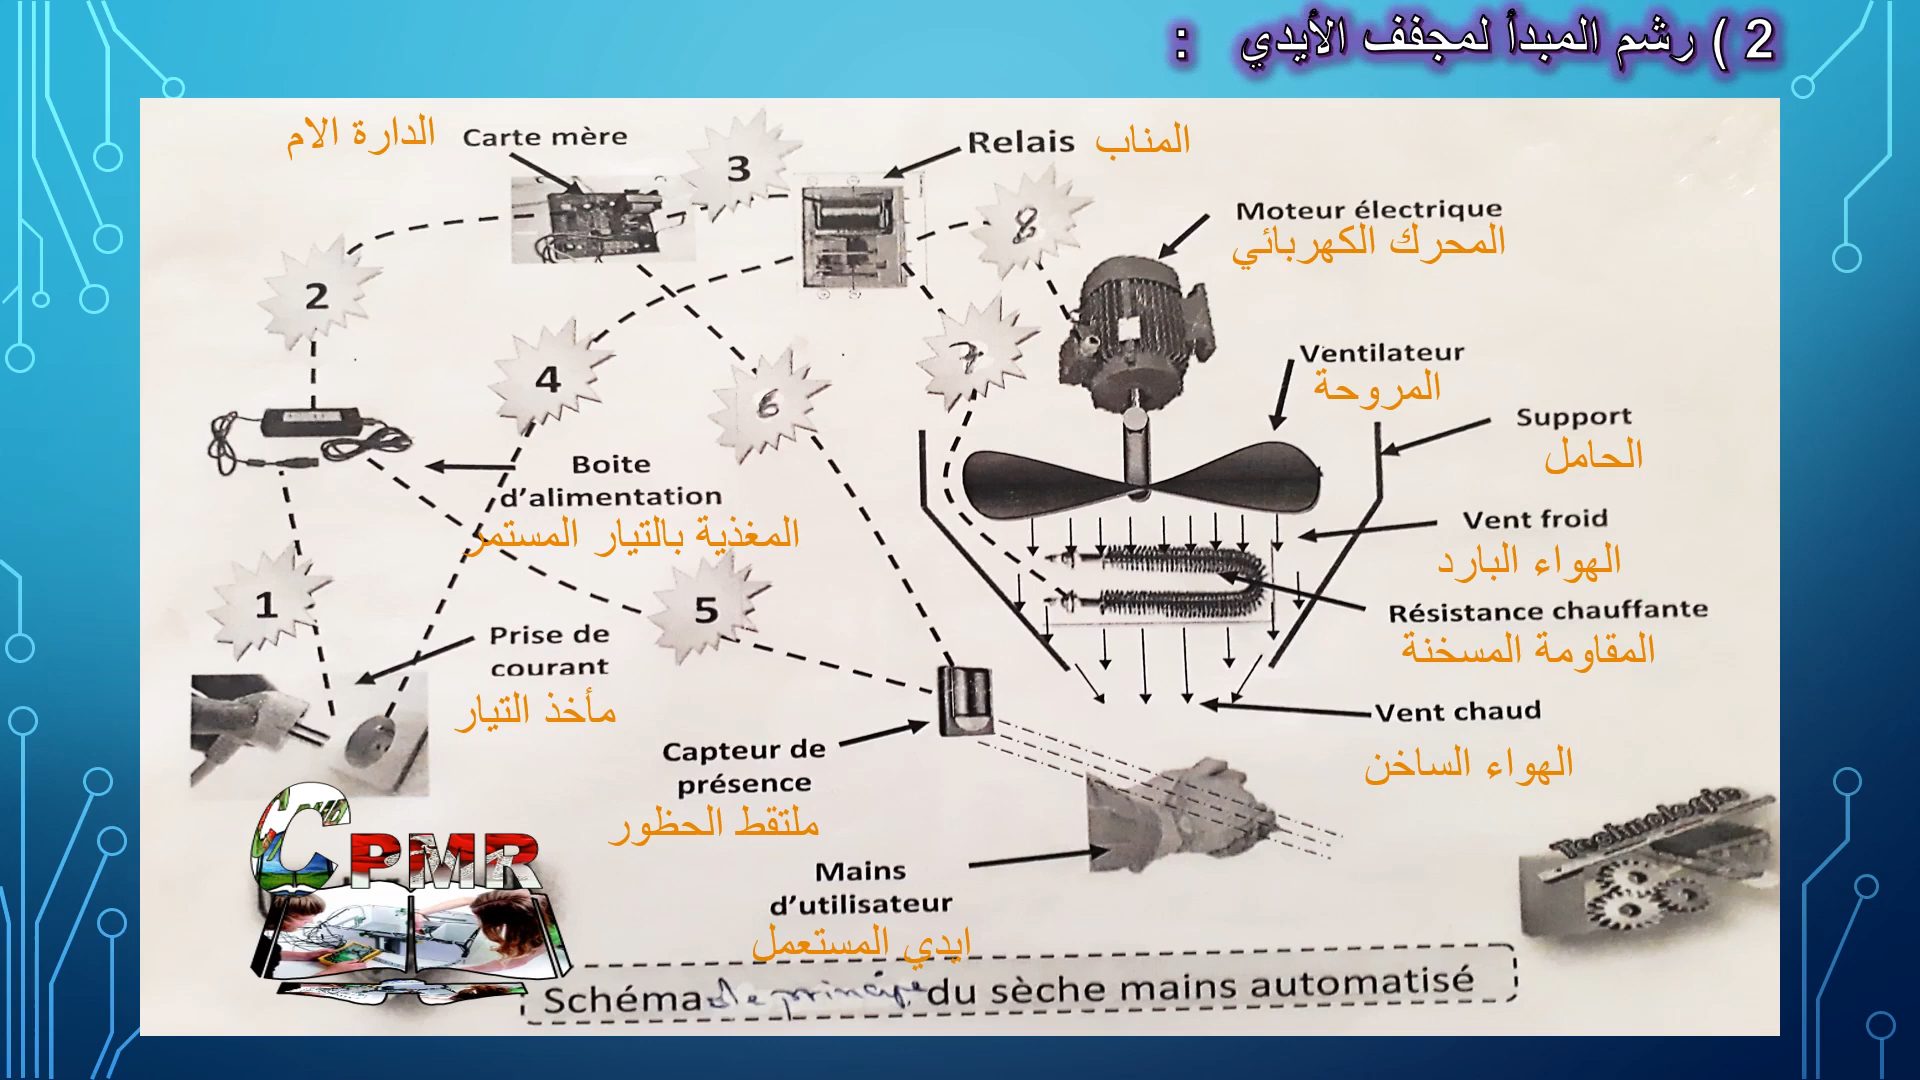 2 ) رشم المبدأ لمجفف الأيدي :
الدارة الام
Carte mère
3
Relais
المناب
8
Moteur électrique
المحرك الكهربائي
2
4
6
7
Ventilateur
المروحة
Support
الحامل
Boite
d'alimentation
المغذية بالتيار المستمر
Vent froid
الهواء البارد
1
5
Résistance chauffante
المقاومة المسخنة
Prise de
courant
مأخذ التيار
Vent chaud
الهواء الساخن
Capteur de
présence
ملتقط الحظور
Technologie
CPMR
Mains
d'utilisateur
ايدي المستعمل
Schéma de principe du sèche mains automatisé